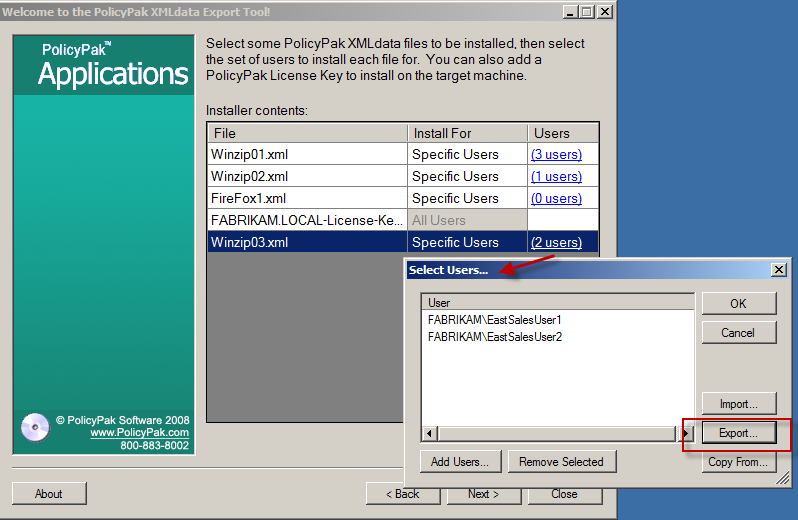 Welcome to the PolicyPak XMLdata Export Tool!
PolicyPak™
Applications
Select some PolicyPak XMLdata files to be installed, then select
the set of users to install each file for. You can also add a
PolicyPak License Key to install on the target machine.
Installer contents:
File Install For Users
Winzip01.xml Specific Users (3 users)
Winzip02.xml Specific Users (1 users)
FireFox1.xml Specific Users (0 users)
FABRIKAM.LOCAL-License-Ke... All Users
Winzip03.xml Specific Users (2 users)
Select Users...
User
FABRIKAM\EastSalesUser1
FABRIKAM\EastSalesUser2
OK
Cancel
Import...
Export...
Add Users... Remove Selected Copy From...
© PolicyPak Software 2008
www.PolicyPak.com
800-883-8002
About < Back Next > Close